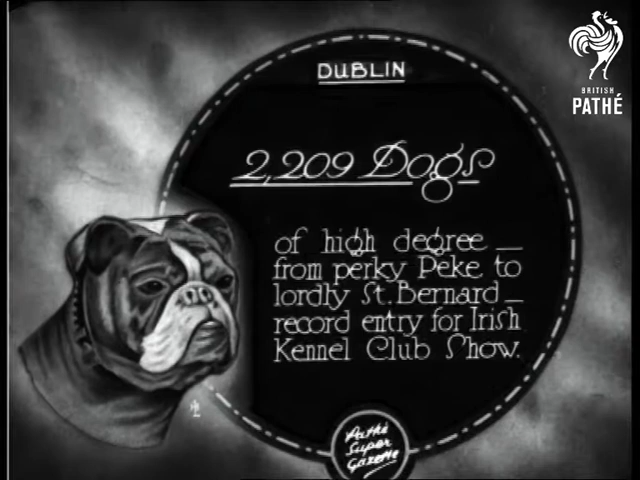 DUBLIN
BRITISH
PATHÉ
2,209 Dogs
of high degree —
from perky Peke to
lordly St. Bernard —
record entry for Irish
Kennel Club Show.
Pathé
Super
Gazette